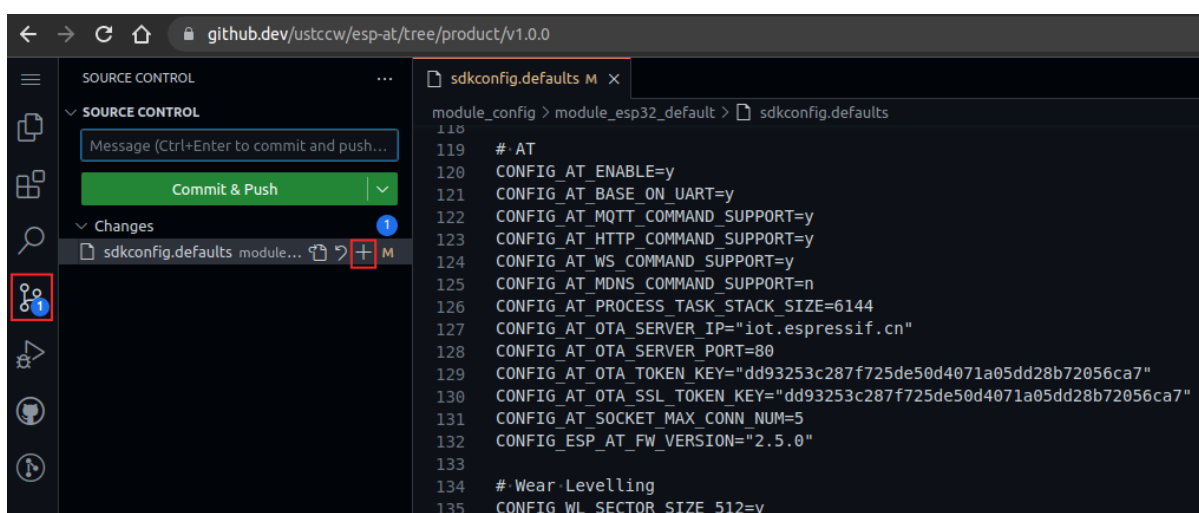 github.dev/ustccw/esp-at/tree/product/v1.0.0
SOURCE CONTROL
SOURCE CONTROL
Message (Ctrl+Enter to commit and push...
Commit & Push
Changes
1
sdkconfig.defaults module... M
1
sdkconfig.defaults M
module_config > module_esp32_default > sdkconfig.defaults
118
119 # AT
120 CONFIG_AT_ENABLE=y
121 CONFIG_AT_BASE_ON_UART=y
122 CONFIG_AT_MQTT_COMMAND_SUPPORT=y
123 CONFIG_AT_HTTP_COMMAND_SUPPORT=y
124 CONFIG_AT_WS_COMMAND_SUPPORT=y
125 CONFIG_AT_MDNS_COMMAND_SUPPORT=n
126 CONFIG_AT_PROCESS_TASK_STACK_SIZE=6144
127 CONFIG_AT_OTA_SERVER_IP="iot.espressif.cn"
128 CONFIG_AT_OTA_SERVER_PORT=80
129 CONFIG_AT_OTA_TOKEN_KEY="dd93253c287f725de50d4071a05dd28b72056ca7"
130 CONFIG_AT_OTA_SSL_TOKEN_KEY="dd93253c287f725de50d4071a05dd28b72056ca7"
131 CONFIG_AT_SOCKET_MAX_CONN_NUM=5
132 CONFIG_ESP_AT_FW_VERSION="2.5.0"
133
134 # Wear Levelling
135 CONFIG_WL_SECTOR_SIZE_512=y